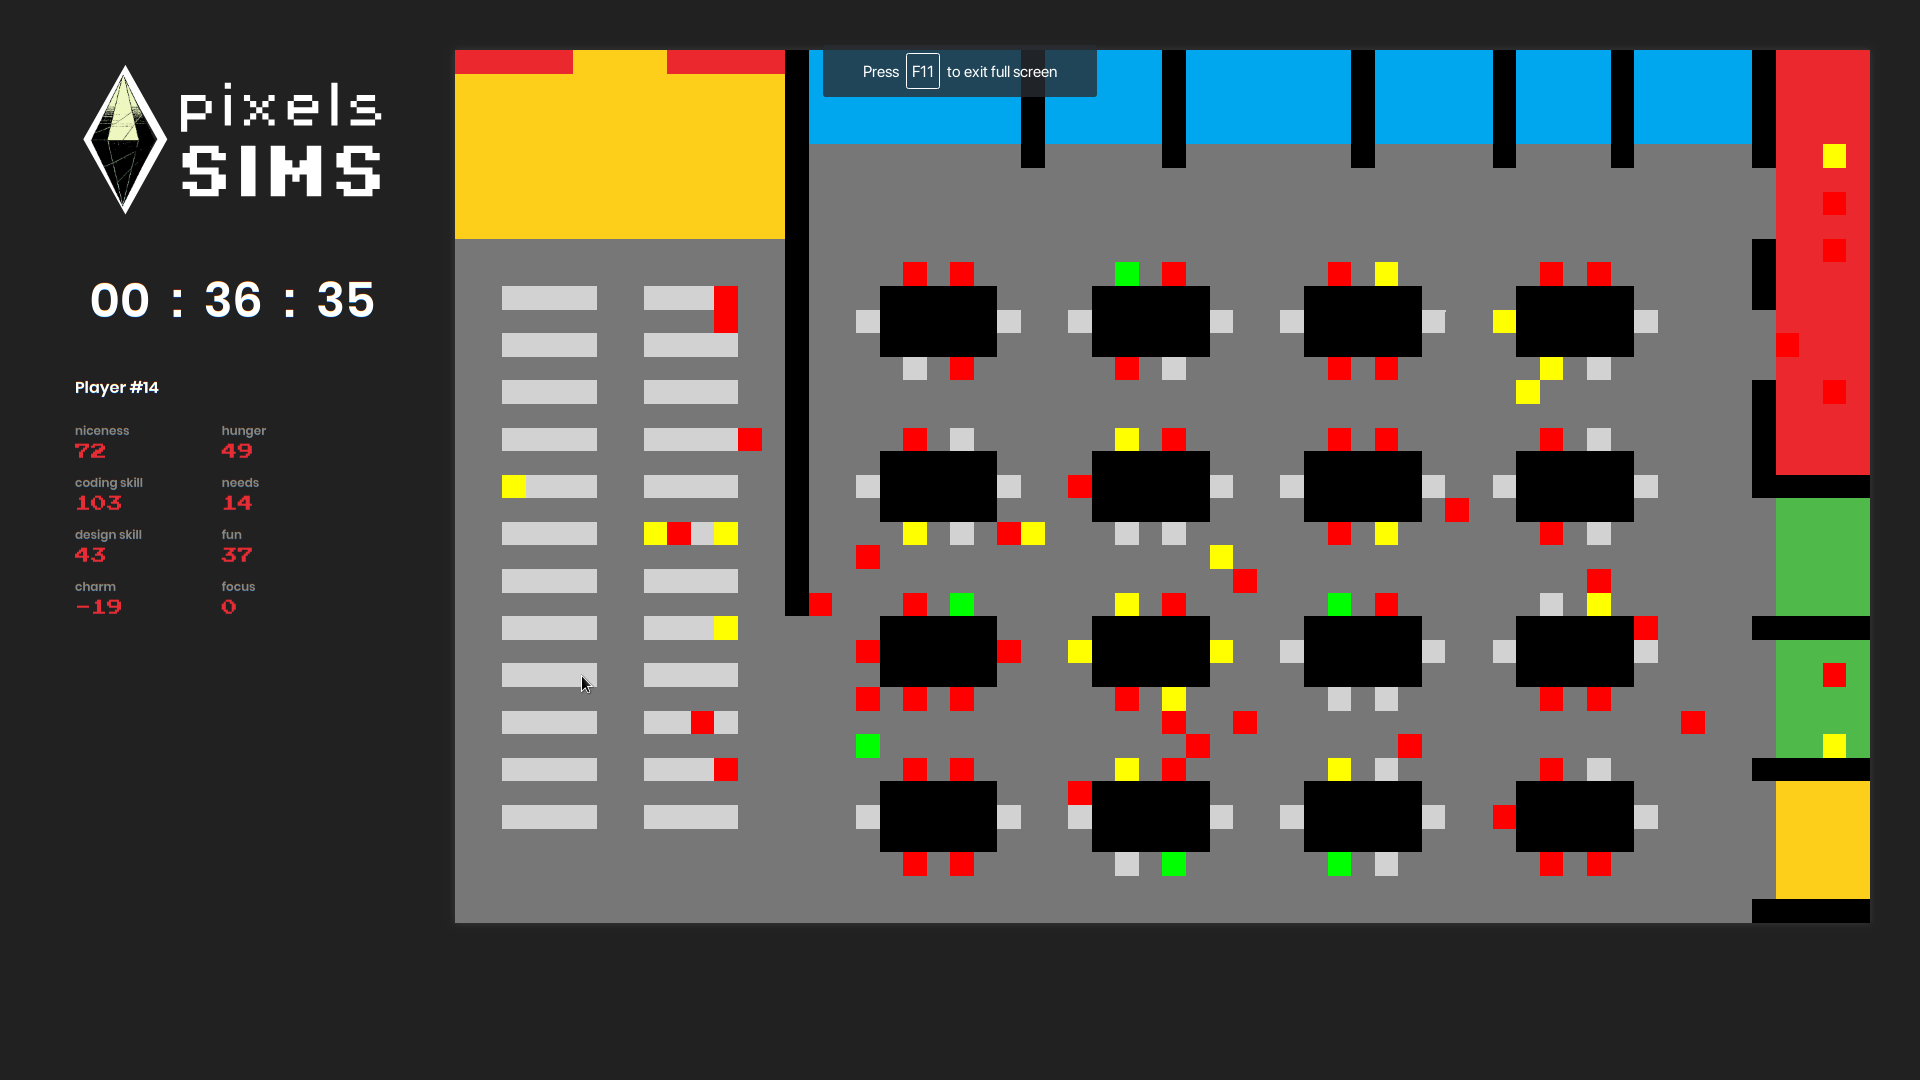 Press F11 to exit full screen
pixels
SIMS
00 : 36 : 35
Player #14
niceness hunger
72 49
coding skill needs
103 14
design skill fun
43 37
charm focus
-19 0